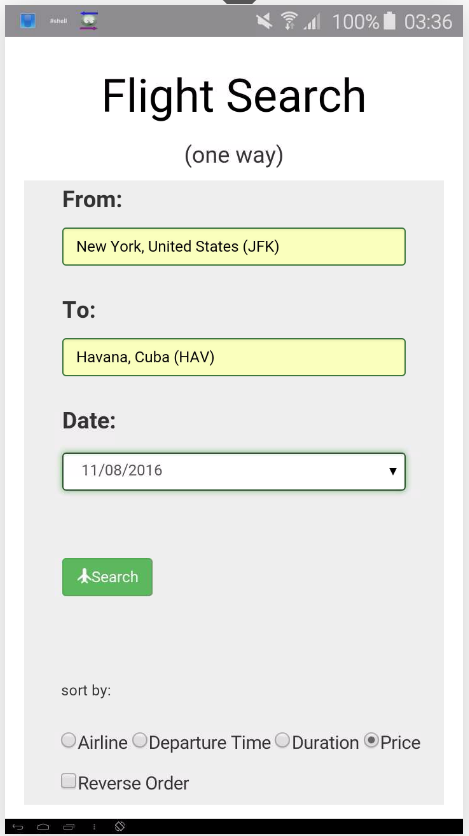 #shell 100% 03:36
Flight Search
(one way)
From:
New York, United States (JFK)
To:
Havana, Cuba (HAV)
Date:
11/08/2016
Search
sort by:
Airline Departure Time Duration Price
Reverse Order